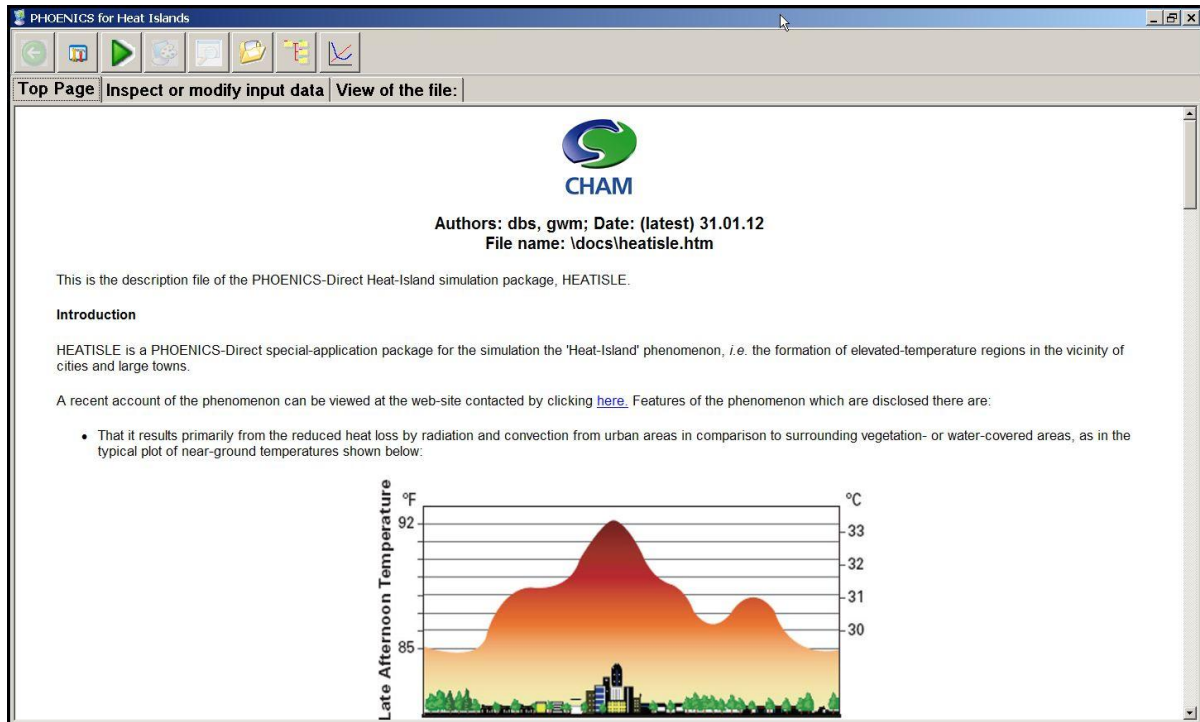 PHOENICS for Heat Islands
Top Page
Inspect or modify input data
View of the file:
CHAM
Authors: dbs, gwm; Date: (latest) 31.01.12
File name: \docs\heatisle.htm
This is the description file of the PHOENICS-Direct Heat-Island simulation package, HEATISLE.
Introduction
HEATISLE is a PHOENICS-Direct special-application package for the simulation the 'Heat-Island' phenomenon, i.e. the formation of elevated-temperature regions in the vicinity of
cities and large towns.
A recent account of the phenomenon can be viewed at the web-site contacted by clicking here. Features of the phenomenon which are disclosed there are:
• That it results primarily from the reduced heat loss by radiation and convection from urban areas in comparison to surrounding vegetation- or water-covered areas, as in the
typical plot of near-ground temperatures shown below:
Late Afternoon Temperature
°F
92
85
°C
33
32
31
30